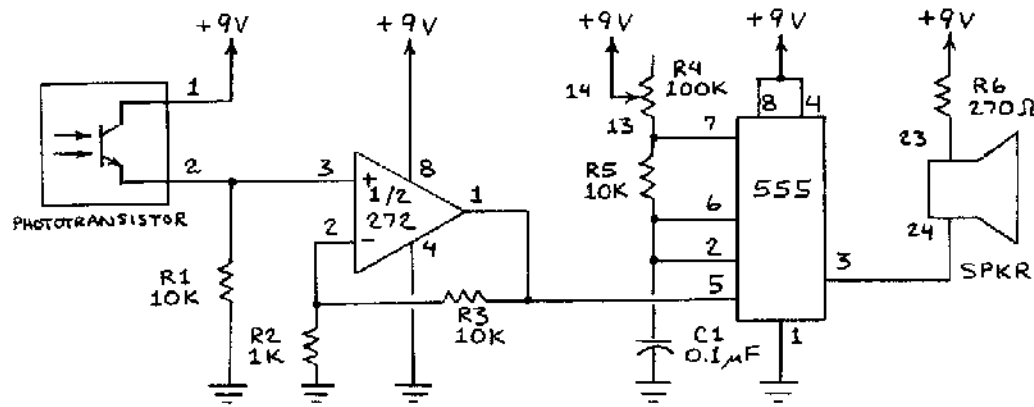 +9V
+9V
+9V
+9V
+9V
1
2
PHOTOTRANSISTOR
R1
10K
3
+
1/2
272
-
2
8
1
4
R2
1K
R3
10K
14
R4
100K
13
R5
10K
7
8
4
555
6
2
5
3
1
C1
0.1μF
R6
270Ω
23
24
SPKR